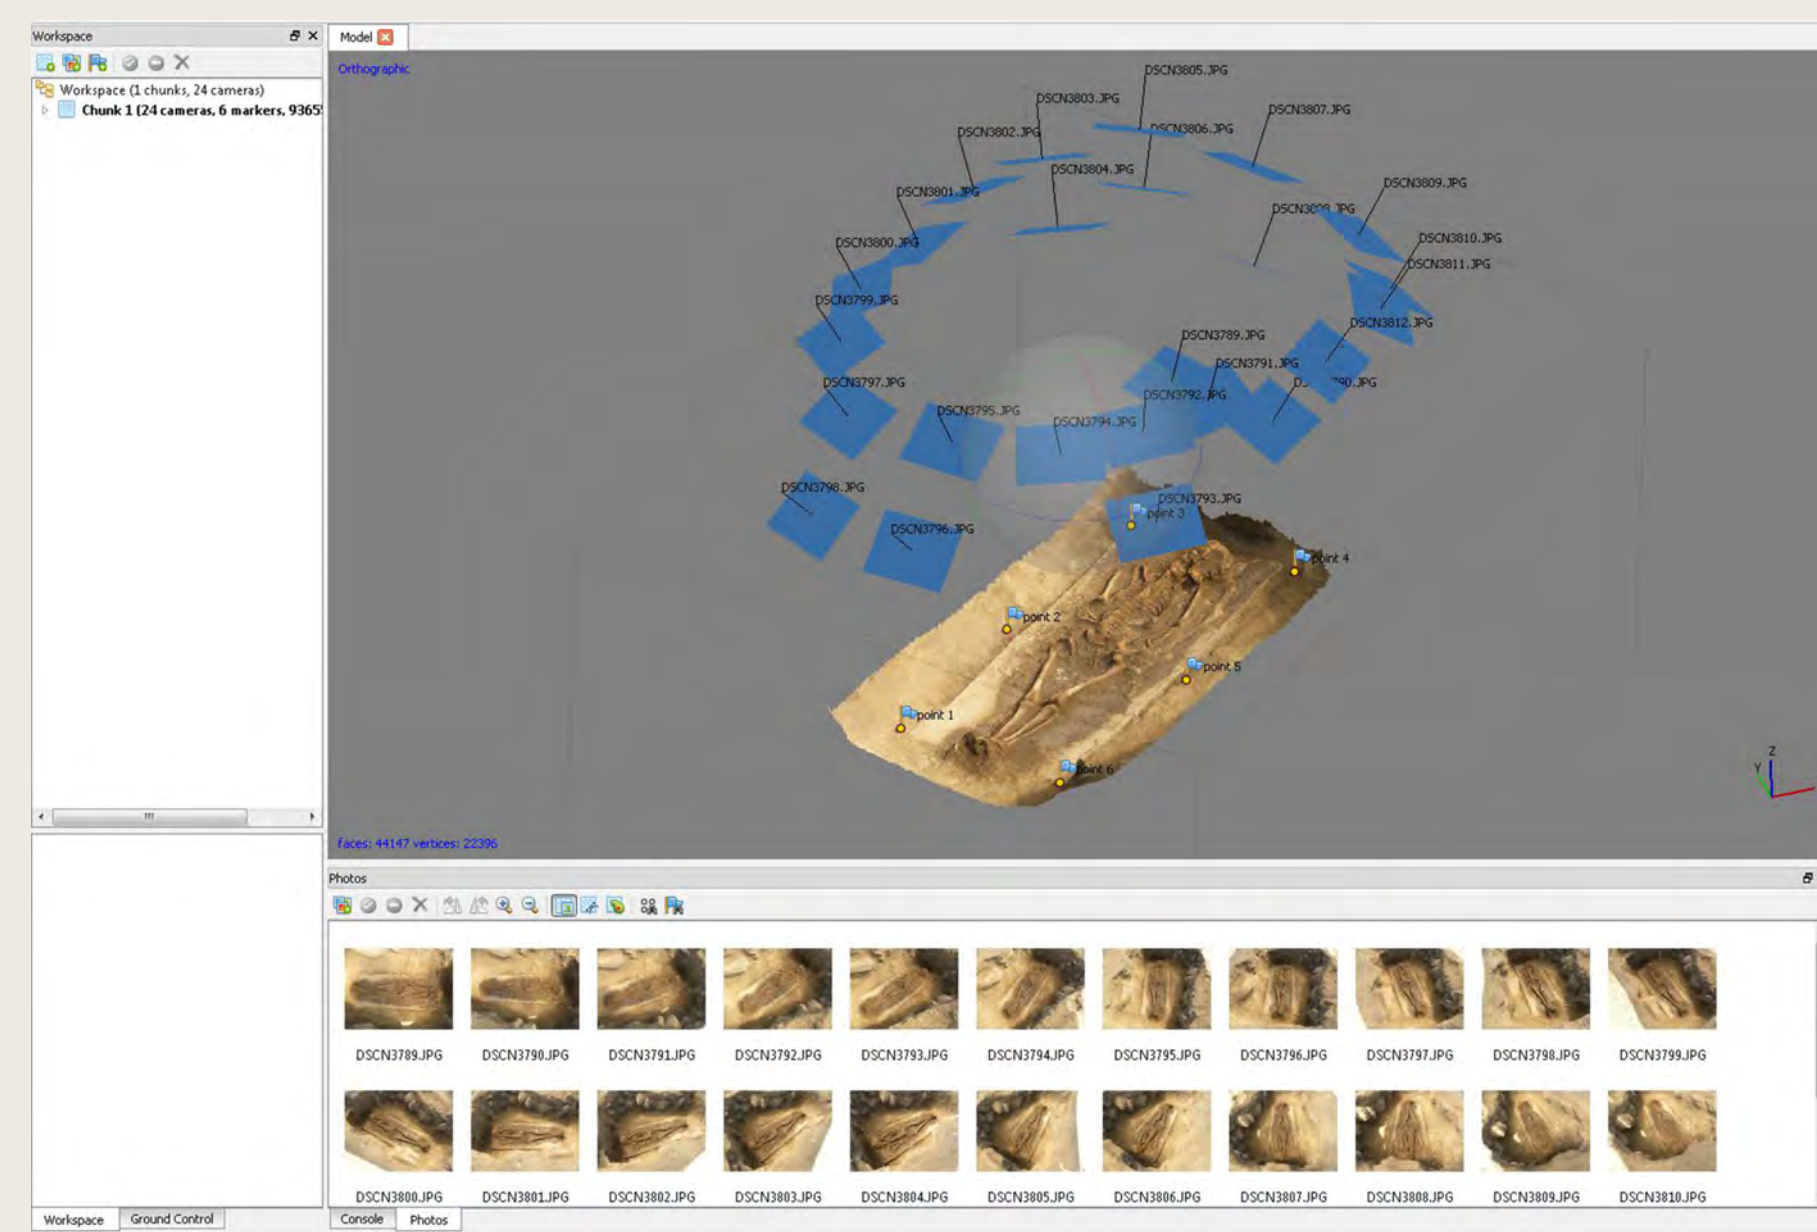 Workspace
Model
Workspace (1 chunks, 24 cameras)
Chunk 1 (24 cameras, 6 markers, 9365
Orthographic
DSCN3805.JPG
DSCN3803.JPG
DSCN3807.JPG
DSCN3802.JPG
DSCN3806.JPG
DSCN3804.JPG
DSCN3809.JPG
DSCN3801.JPG
DSCN3808.JPG
DSCN3800.JPG
DSCN3810.JPG
DSCN3811.JPG
DSCN3799.JPG
DSCN3812.JPG
DSCN3789.JPG
DSCN3791.JPG
DSCN3797.JPG
90.JPG
DSCN3792.JPG
DSCN3795.JPG
DSCN3794.JPG
DSCN3798.JPG
DSCN3793.JPG
point 3
DSCN3796.JPG
point 4
point 2
point 5
point 1
point 6
Z
Y
faces: 44147 vertices: 22396
Photos
DSCN3789.JPG DSCN3790.JPG DSCN3791.JPG DSCN3792.JPG DSCN3793.JPG DSCN3794.JPG DSCN3795.JPG DSCN3796.JPG DSCN3797.JPG DSCN3798.JPG DSCN3799.JPG
DSCN3800.JPG DSCN3801.JPG DSCN3802.JPG DSCN3803.JPG DSCN3804.JPG DSCN3805.JPG DSCN3806.JPG DSCN3807.JPG DSCN3808.JPG DSCN3809.JPG DSCN3810.JPG
Workspace Ground Control Console Photos